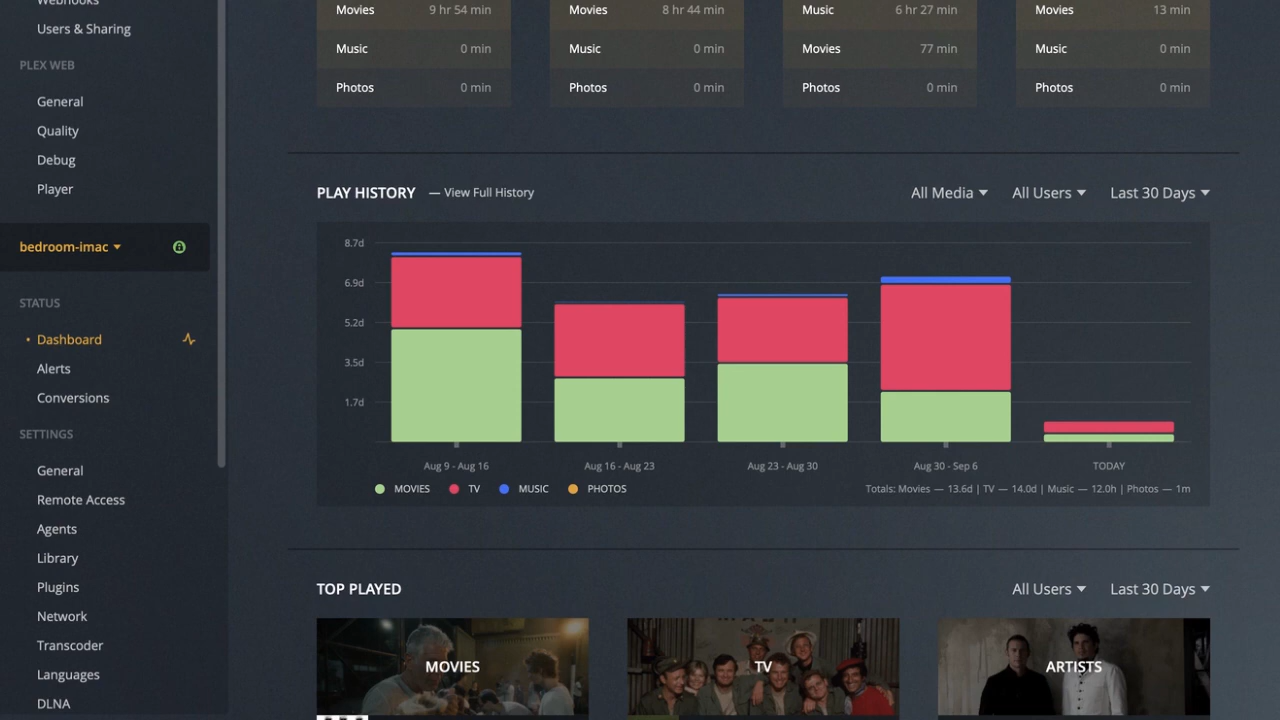 Webhooks
Users & Sharing
PLEX WEB
General
Quality
Debug
Player
bedroom-imac
STATUS
Dashboard
Alerts
Conversions
SETTINGS
General
Remote Access
Agents
Library
Plugins
Network
Transcoder
Languages
DLNA
Movies 9 hr 54 min
Music 0 min
Photos 0 min
Movies 8 hr 44 min
Music 0 min
Photos 0 min
Music 6 hr 27 min
Movies 77 min
Photos 0 min
Movies 13 min
Music 0 min
Photos 0 min
PLAY HISTORY — View Full History
All Media All Users Last 30 Days
8.7d
6.9d
5.2d
3.5d
1.7d
Aug 9 - Aug 16 Aug 16 - Aug 23 Aug 23 - Aug 30 Aug 30 - Sep 6 TODAY
MOVIES TV MUSIC PHOTOS
Totals: Movies — 13.6d | TV — 14.0d | Music — 12.0h | Photos — 1m
TOP PLAYED
All Users Last 30 Days
MOVIES
TV
ARTISTS